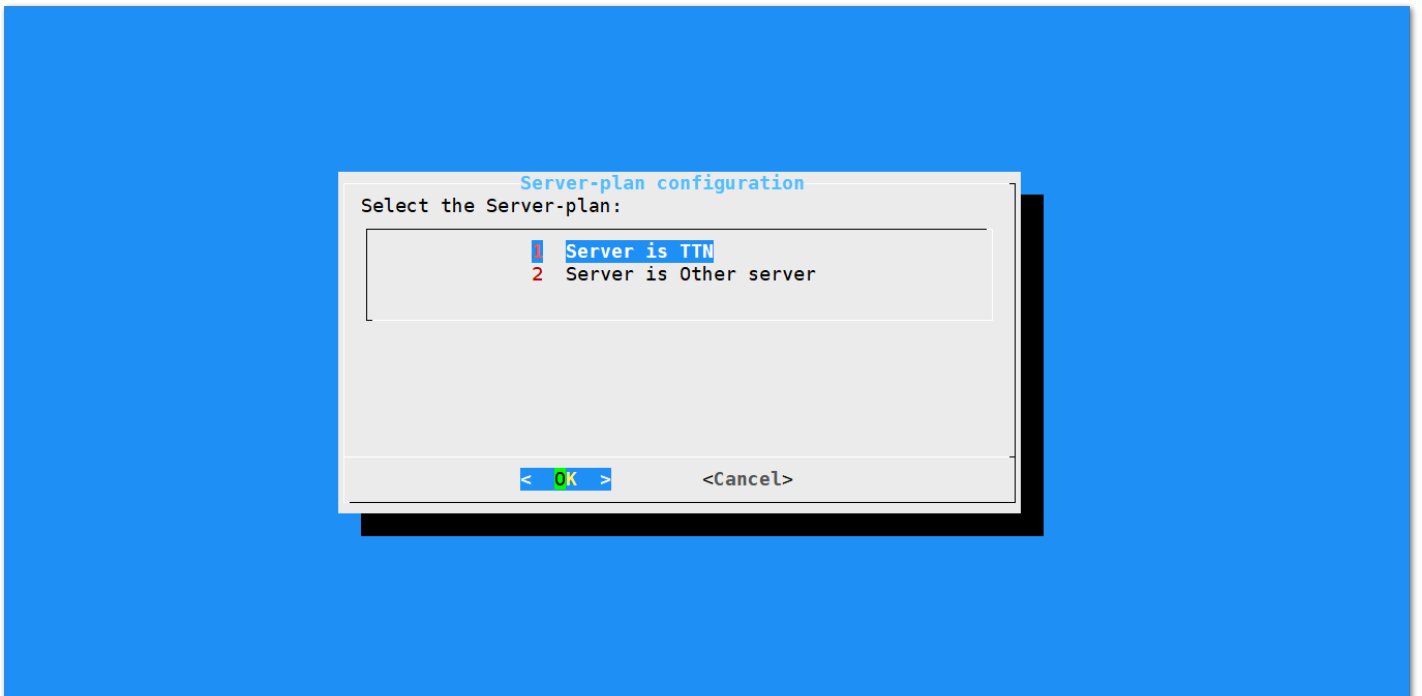 Server-plan configuration
Select the Server-plan:
1 Server is TTN
2 Server is Other server
< OK > <Cancel>